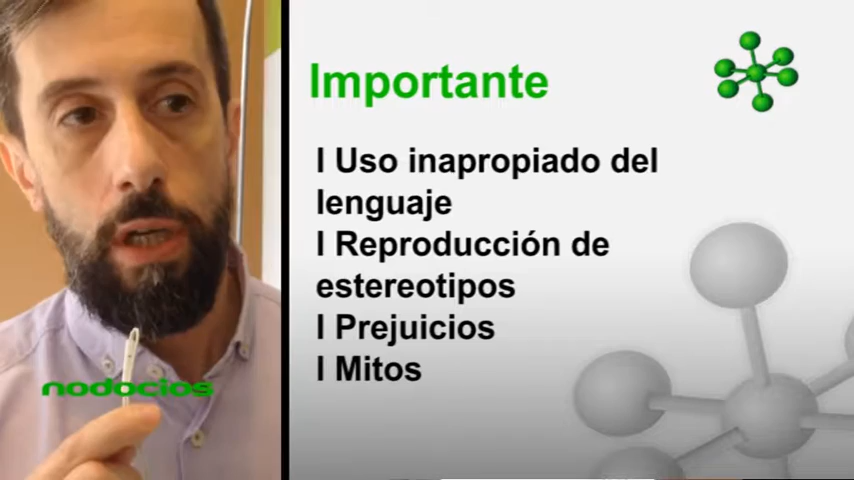 Importante
| Uso inapropiado del
lenguaje
| Reproducción de
estereotipos
| Prejuicios
| Mitos
nodocios